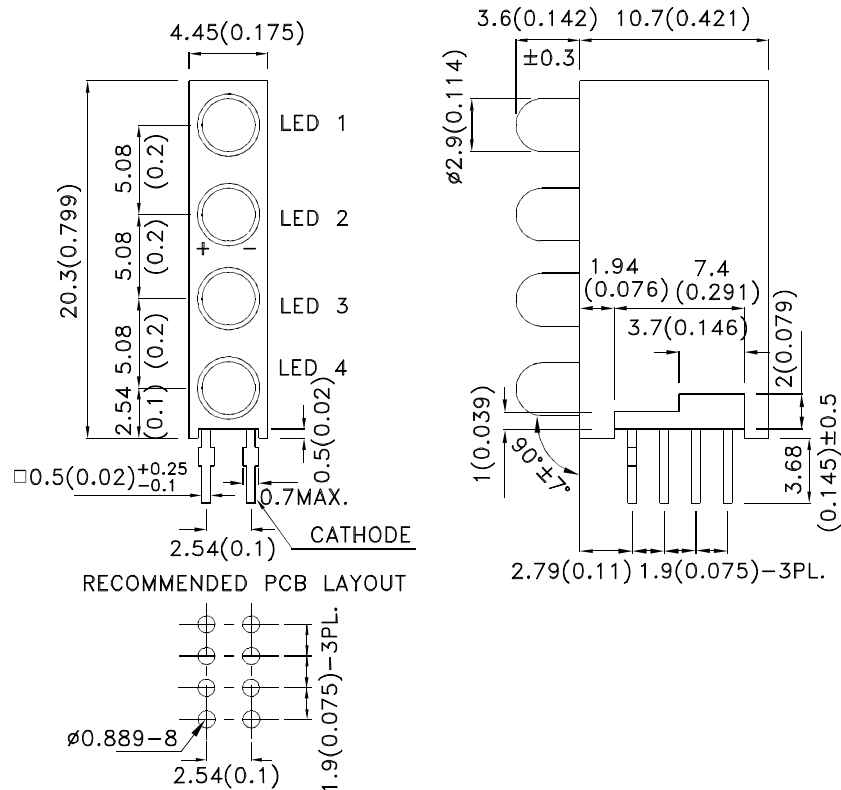 4.45(0.175)
3.6(0.142)
10.7(0.421)
±0.3
ø2.9(0.114)
LED 1
5.08
(0.2)
20.3(0.799)
LED 2
+ −
5.08
(0.2)
1.94
(0.076)
7.4
(0.291)
LED 3
3.7(0.146)
5.08
(0.2)
2(0.079)
LED 4
2.54
(0.1)
0.5(0.02)
1(0.039)
90°±7°
3.68
(0.145)±0.5
□0.5(0.02)+0.25
−0.1
0.7MAX.
CATHODE
2.54(0.1)
2.79(0.11)
1.9(0.075)−3PL.
RECOMMENDED PCB LAYOUT
1.9(0.075)−3PL.
ø0.889−8
2.54(0.1)